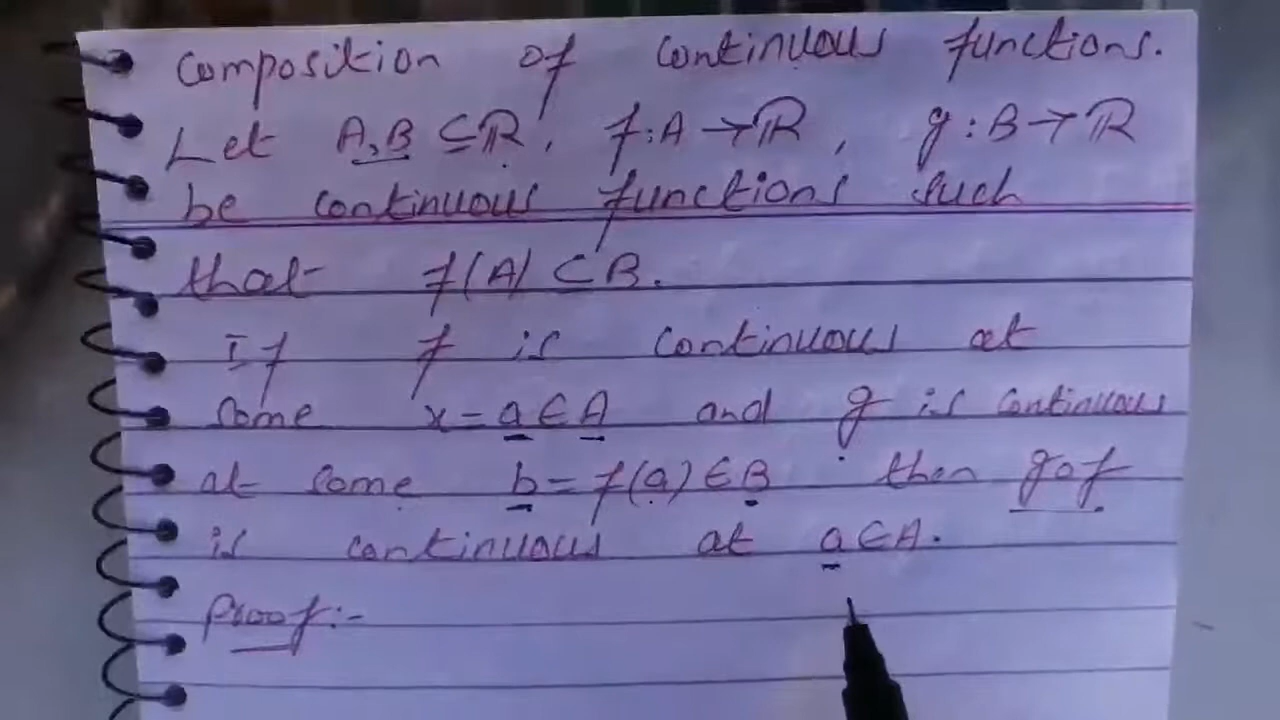 Composition of continuous functions.
Let A,B ⊆ ℝ, f:A→ℝ, g:B→ℝ
be continuous functions such
that f(A) ⊆ B.
If f is continuous at
some x=a∈A and g is continuous
at some b=f(a)∈B then gof
is continuous at a∈A.
Proof:-